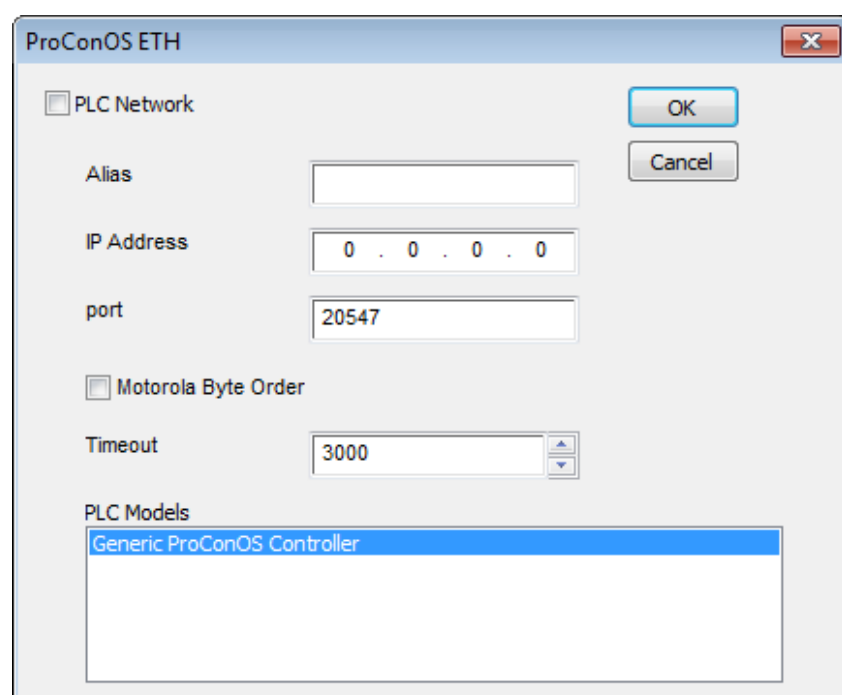 ProConOS ETH
PLC Network
OK
Alias
Cancel
IP Address
0 . 0 . 0 . 0
port
20547
Motorola Byte Order
Timeout
3000
PLC Models
Generic ProConOS Controller